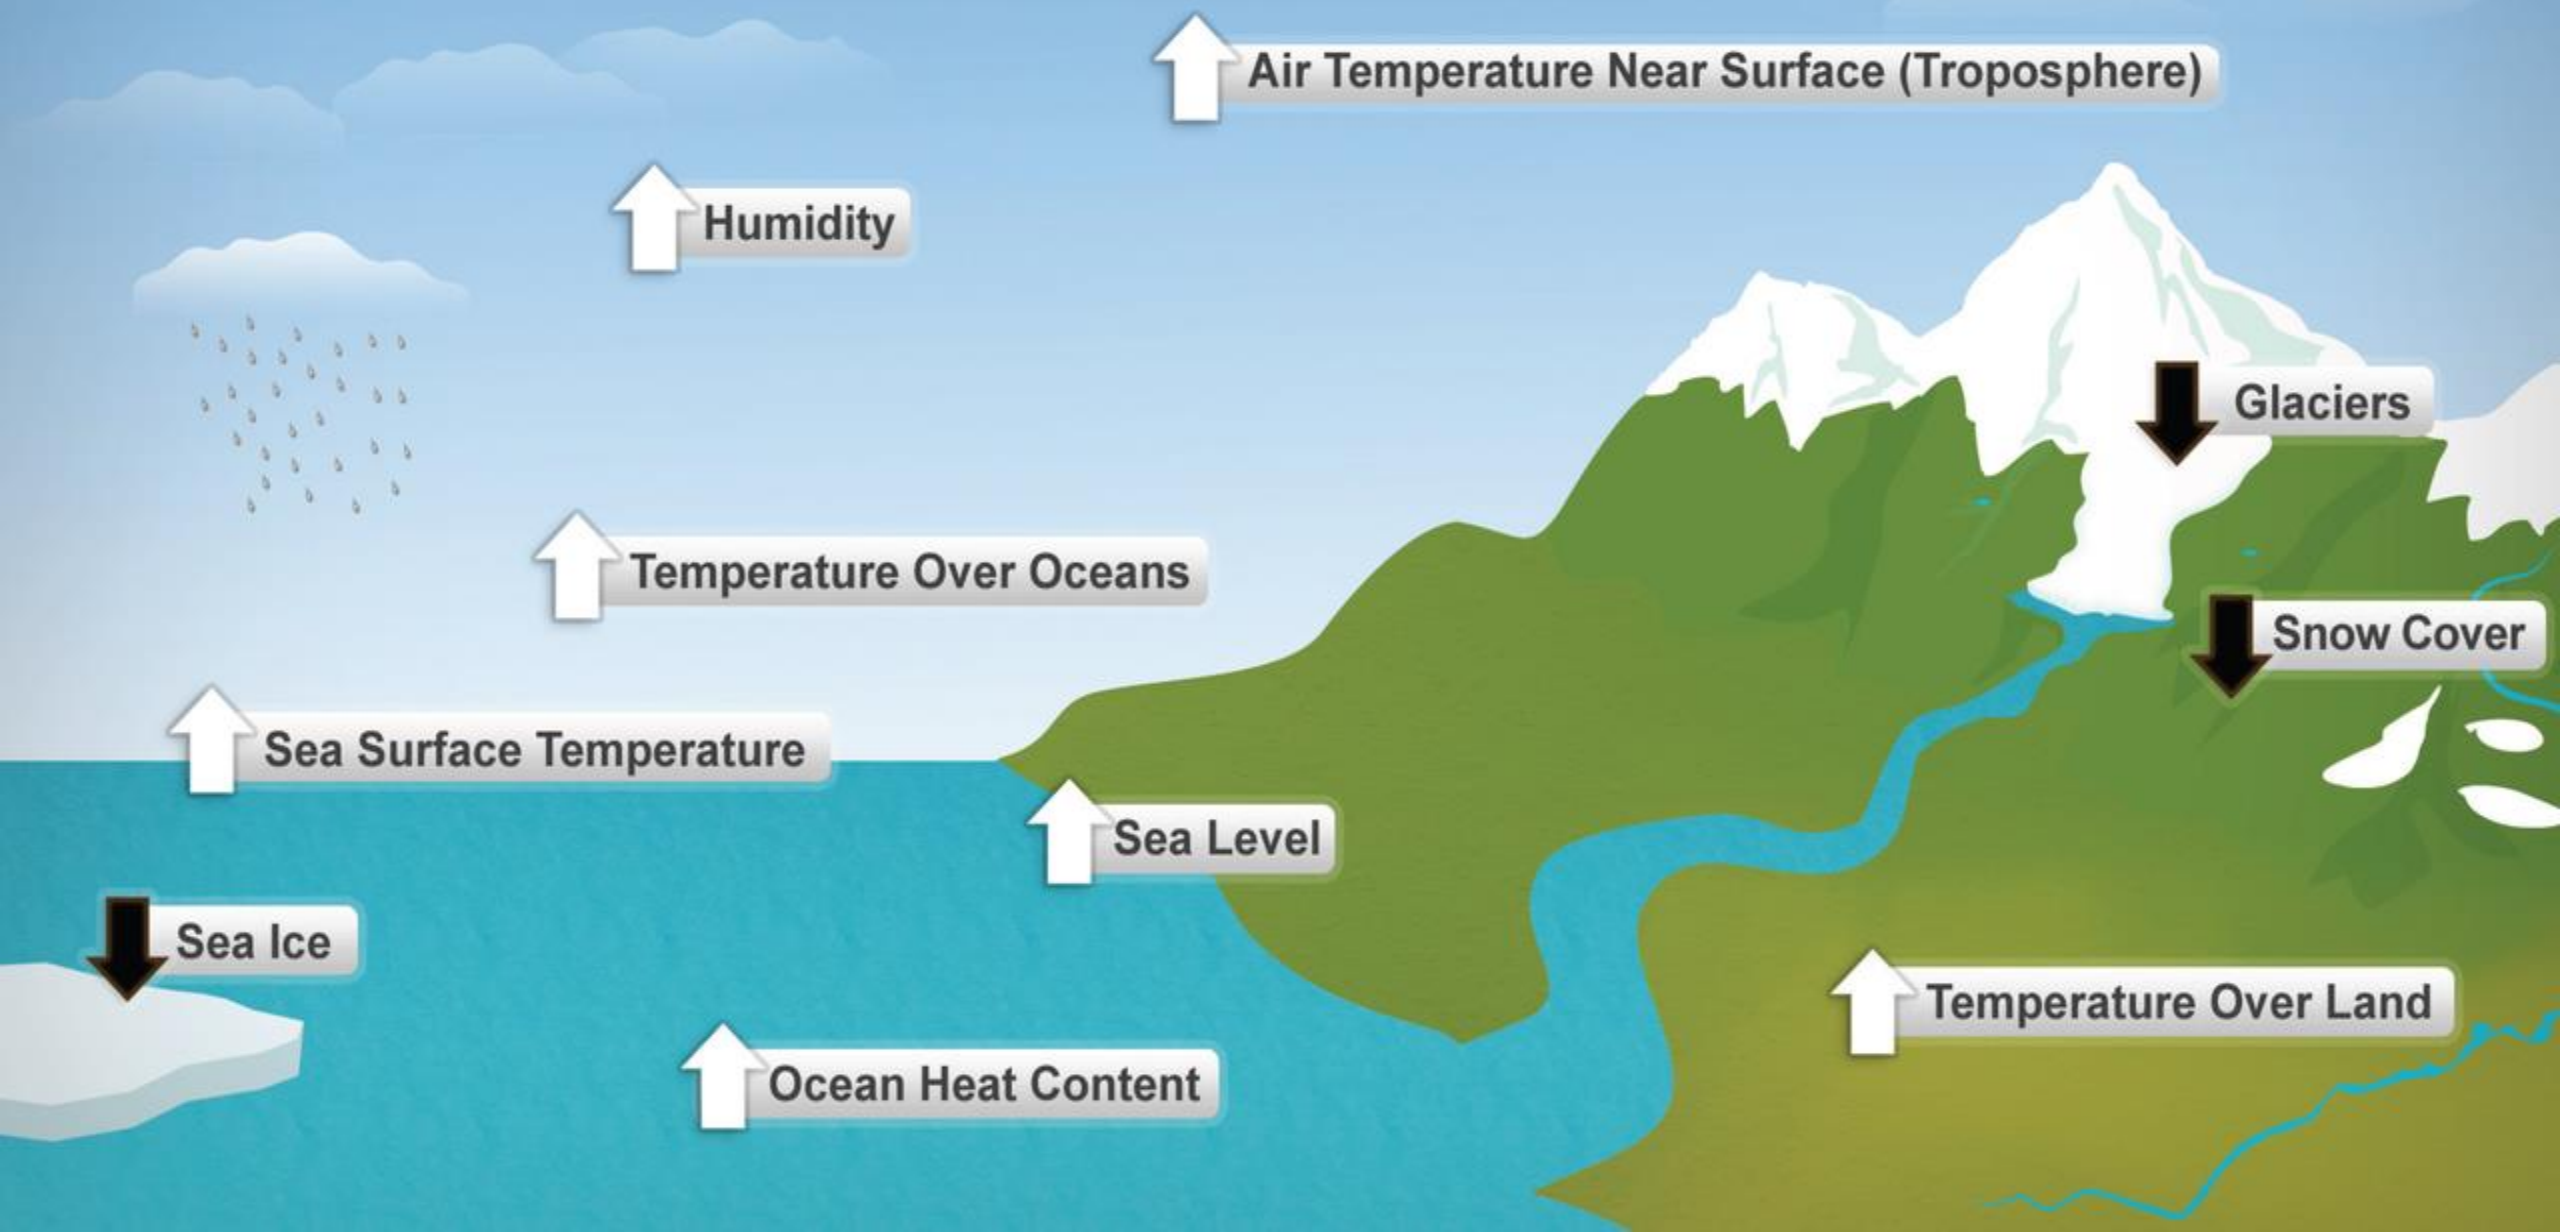 Air Temperature Near Surface (Troposphere)
Humidity
Glaciers
Temperature Over Oceans
Snow Cover
Sea Surface Temperature
Sea Level
Sea Ice
Temperature Over Land
Ocean Heat Content